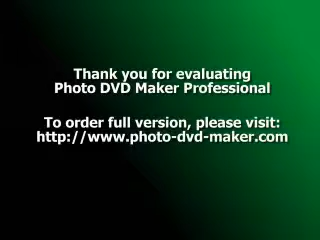 Thank you for evaluating
Photo DVD Maker Professional
To order full version, please visit:
http://www.photo-dvd-maker.com